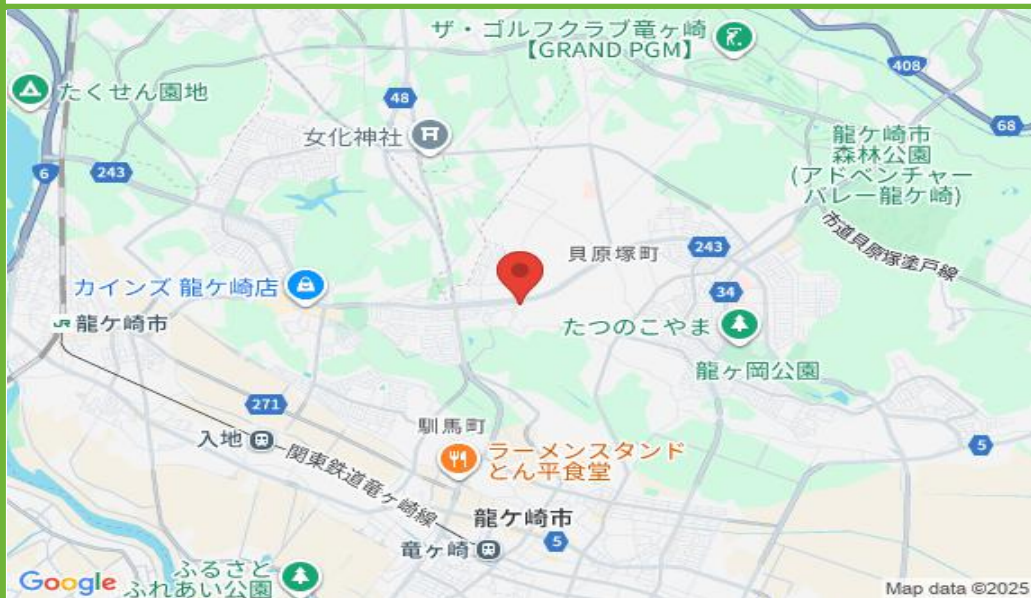 ザ・ゴルフクラブ竜ヶ崎
【GRAND PGM】
408
たくせん園地
48
68
女化神社
龍ケ崎市
森林公園
(アドベンチャー
バレー龍ケ崎)
6
243
市道貝原塚塗戸線
貝原塚町
243
カインズ 龍ケ崎店
34
JR 龍ケ崎市
たつのこやま
龍ヶ岡公園
271
馴馬町
入地
5
ラーメンスタンド
とん平食堂
関東鉄道竜ヶ崎線
龍ケ崎市
竜ヶ崎
5
ふるさと
ふれあい公園
Google
Map data ©2025